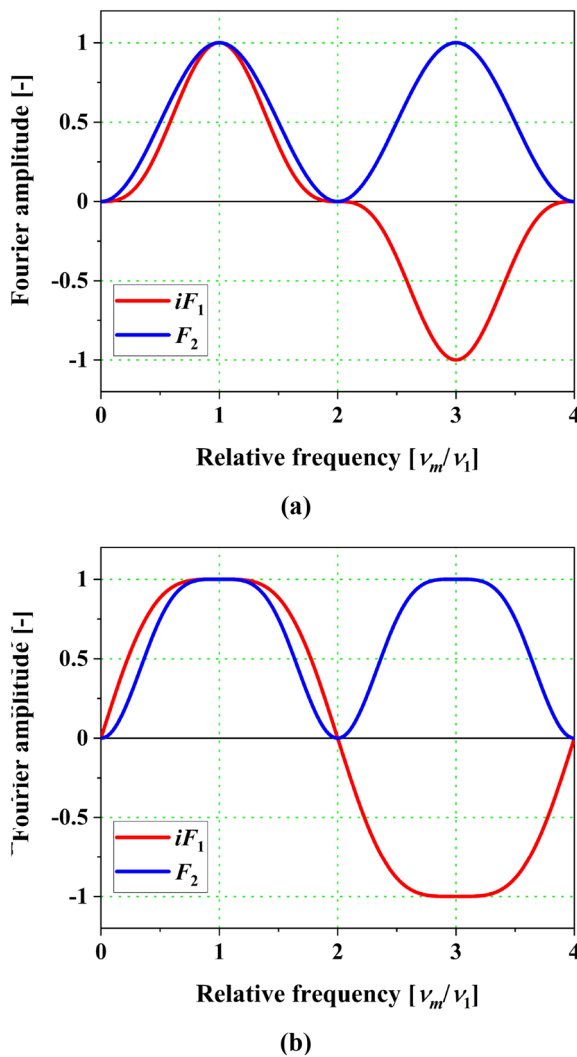 1
0.5
0
-0.5
-1
Fourier amplitude [-]
iF₁
F₂
0 1 2 3 4
Relative frequency [νₘ/ν₁]
(a)
1
0.5
0
-0.5
-1
Fourier amplitude [-]
iF₁
F₂
0 1 2 3 4
Relative frequency [νₘ/ν₁]
(b)